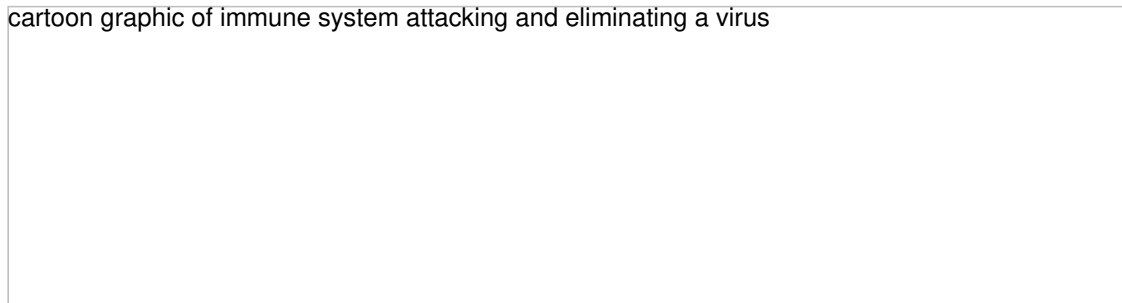 cartoon graphic of immune system attacking and eliminating a virus